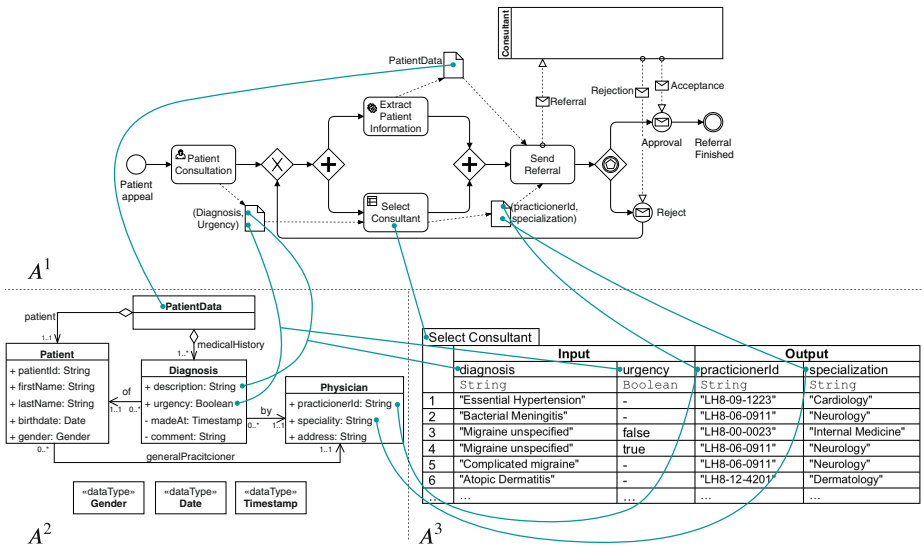 Consultant
PatientData
Referral
Rejection
Acceptance
Extract
Patient
Information
Patient
Consultation
Patient
appeal
Send
Referral
Approval
Referral
Finished
Select
Consultant
(Diagnosis,
Urgency)
(practicionerId,
specialization)
Reject
A1
PatientData
patient
1..1
medicalHistory
1..*
Patient
+ patientId: String
+ firstName: String
+ lastName: String
+ birthdate: Date
+ gender: Gender
of
1..1
0..*
Diagnosis
+ description: String
+ urgency: Boolean
- madeAt: Timestamp
- comment: String
by
0..*
1..1
Physician
+ practicionerId: String
+ speciality: String
+ address: String
0..*
generalPracitcioner
1..1
«dataType»
Gender
«dataType»
Date
«dataType»
Timestamp
A2
Select Consultant
Input Output
diagnosis urgency practicionerId specialization
String Boolean String String
1 "Essential Hypertension" - "LH8-09-1223" "Cardiology"
2 "Bacterial Meningitis" - "LH8-06-0911" "Neurology"
3 "Migraine unspecified" false "LH8-00-0023" "Internal Medicine"
4 "Migraine unspecified" true "LH8-06-0911" "Neurology"
5 "Complicated migraine" - "LH8-06-0911" "Neurology"
6 "Atopic Dermatitis" - "LH8-12-4201" "Dermatology"
... ... ... ... ...
A3